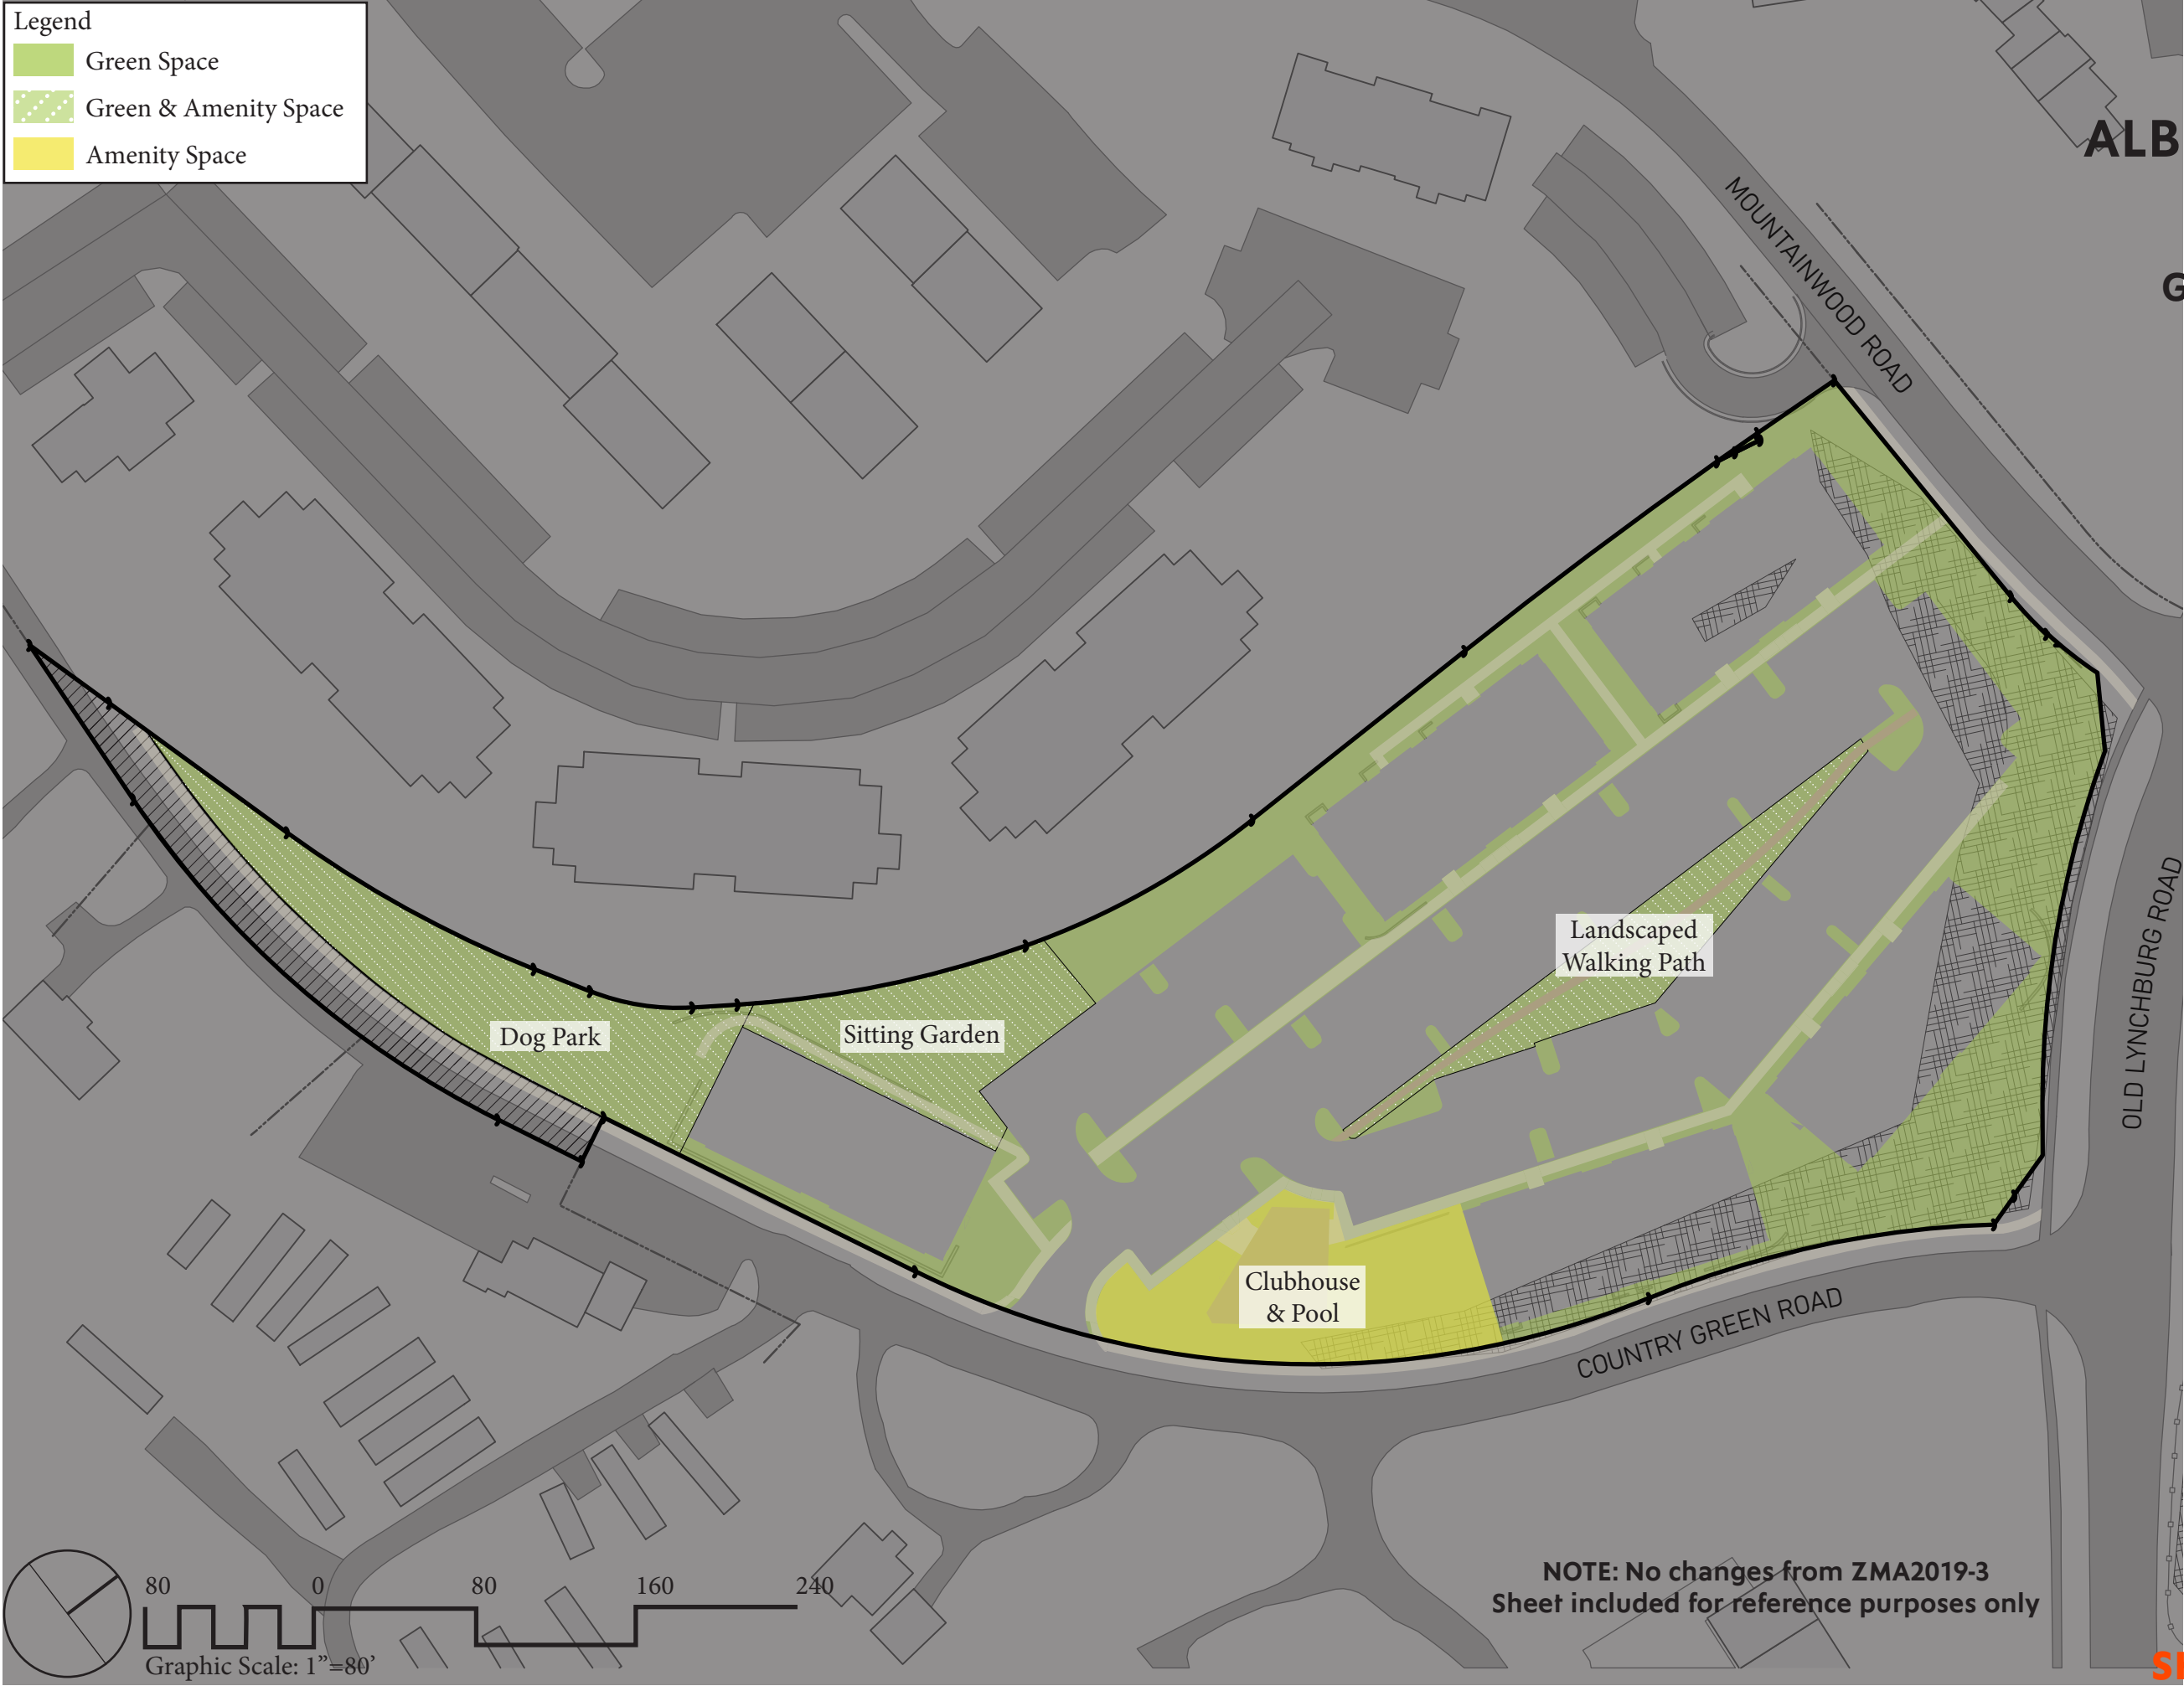 Legend
Green Space
Green & Amenity Space
Amenity Space
ALB
G
MOUNTAINWOOD ROAD
Landscaped
Walking Path
Dog Park
Sitting Garden
OLD LYNCHBURG ROAD
Clubhouse
& Pool
COUNTRY GREEN ROAD
80 0 80 160 240
Graphic Scale: 1”=80’
NOTE: No changes from ZMA2019-3
Sheet included for reference purposes only